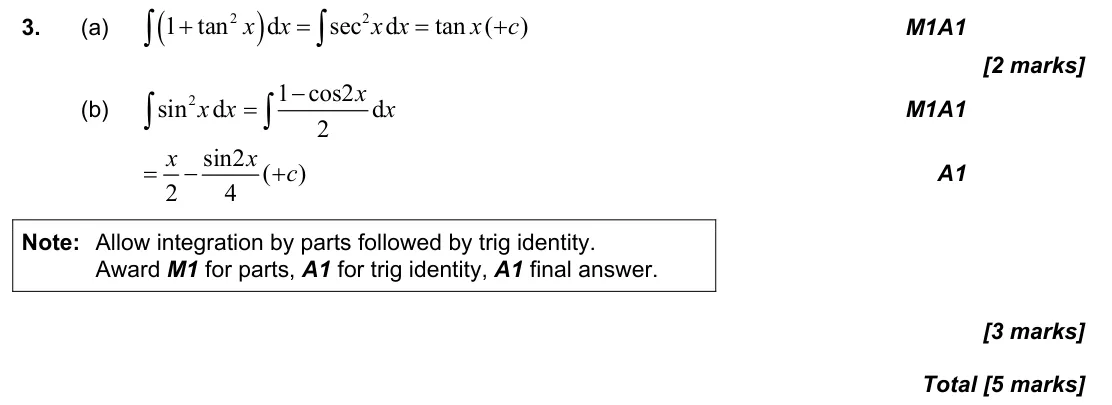 3. (a) ∫(1 + tan² x)dx = ∫sec²x dx = tan x (+c) M1A1
[2 marks]
(b) ∫sin²x dx = ∫(1−cos2x)/2 dx M1A1
= x/2 − sin2x/4 (+c) A1
Note: Allow integration by parts followed by trig identity.
Award M1 for parts, A1 for trig identity, A1 final answer.
[3 marks]
Total [5 marks]